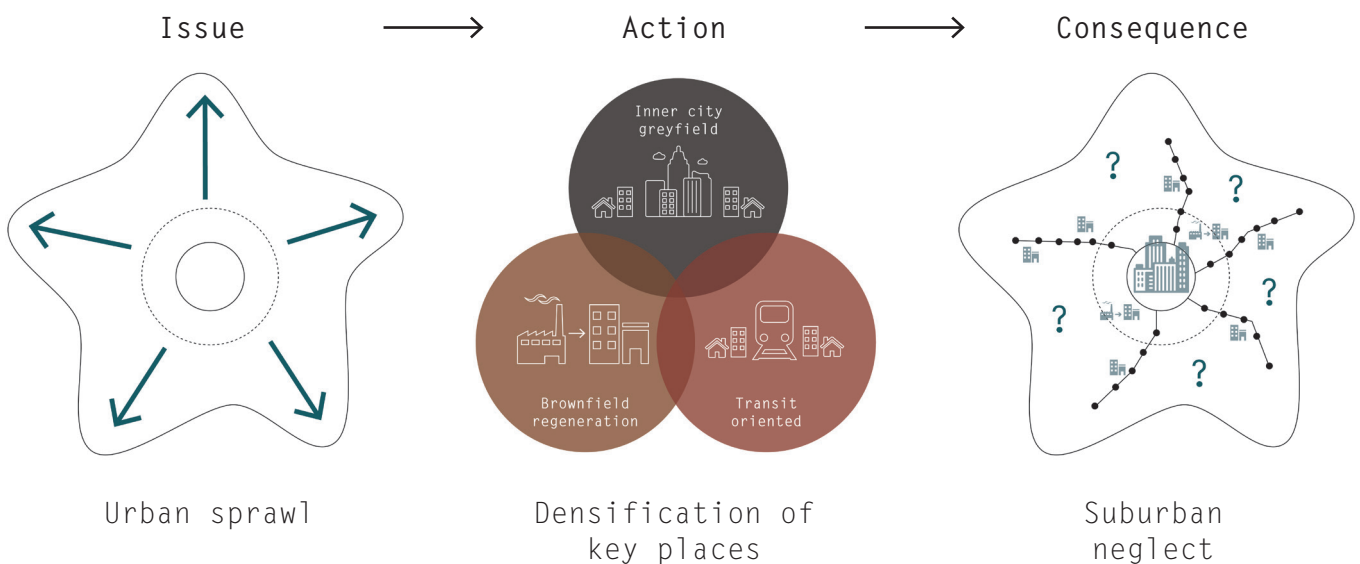 Issue
Action
Consequence
Inner city
greyfield
Brownfield
regeneration
Transit
oriented
?
?
?
?
?
Urban sprawl
Densification of
key places
Suburban
neglect